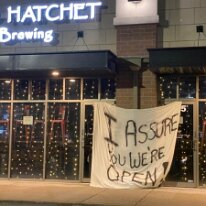 HATCHET
Brewing
I ASSURE
YOU WE'RE
OPEN!